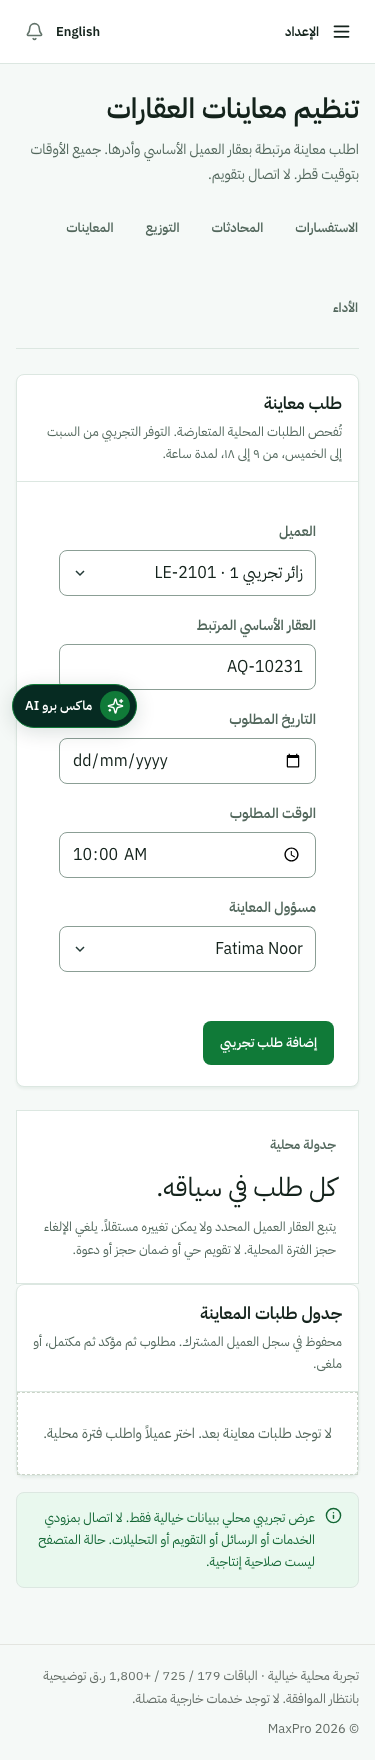 الإعداد
English
تنظيم معاينات العقارات
اطلب معاينة مرتبطة بعقار العميل الأساسي وأدرها. جميع الأوقات
بتوقيت قطر. لا اتصال بتقويم.
الاستفسارات
المحادثات
التوزيع
المعاينات
الأداء
طلب معاينة
تُفحص الطلبات المحلية المتعارضة. التوفر التجريبي من السبت
إلى الخميس، من ٩ إلى ١٨، لمدة ساعة.
العميل
زائر تجريبي 1 · LE-2101
العقار الأساسي المرتبط
AQ-10231
ماكس برو AI
التاريخ المطلوب
dd/mm/yyyy
الوقت المطلوب
10:00 AM
مسؤول المعاينة
Fatima Noor
إضافة طلب تجريبي
جدولة محلية
كل طلب في سياقه.
يتبع العقار العميل المحدد ولا يمكن تغييره مستقلاً. يلغي الإلغاء
حجز الفترة المحلية. لا تقويم حي أو ضمان حجز أو دعوة.
جدول طلبات المعاينة
محفوظ في سجل العميل المشترك. مطلوب ثم مؤكد ثم مكتمل، أو
ملغى.
لا توجد طلبات معاينة بعد. اختر عميلاً واطلب فترة محلية.
عرض تجريبي محلي ببيانات خيالية فقط. لا اتصال بمزودي
الخدمات أو الرسائل أو التقويم أو التحليلات. حالة المتصفح
ليست صلاحية إنتاجية.
تجربة محلية خيالية · الباقات 179 / 725 / +1,800 ر.ق توضيحية
بانتظار الموافقة. لا توجد خدمات خارجية متصلة.
© 2026 MaxPro